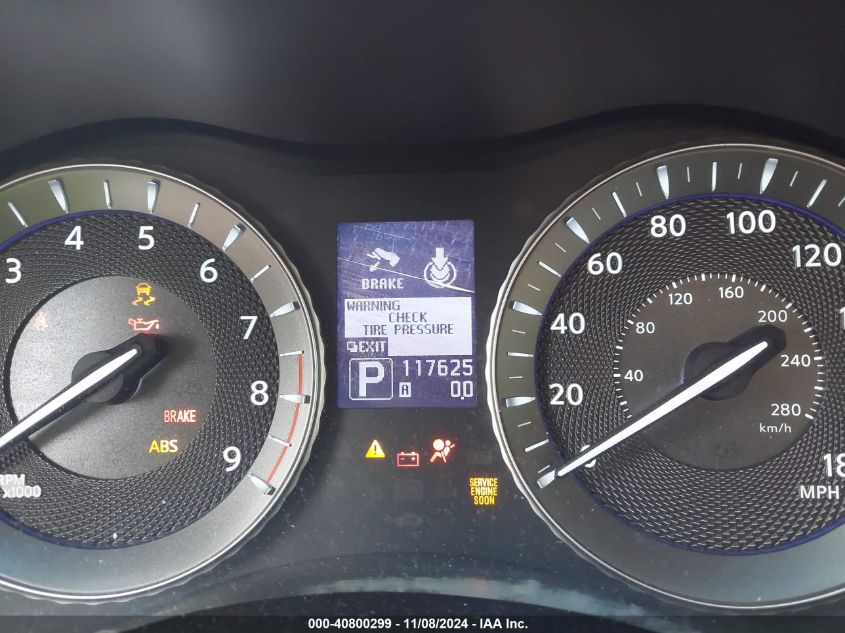 3
4
5
6
7
8
9
RPM
x1000
BRAKE
ABS
BRAKE
WARNING
CHECK
TIRE PRESSURE
EXIT
P
117625
A 0.0
SERVICE
ENGINE
SOON
20
40
60
80
100
120
18
MPH
40
80
120
160
200
240
280
km/h
000-40800299 - 11/08/2024 - IAA Inc.